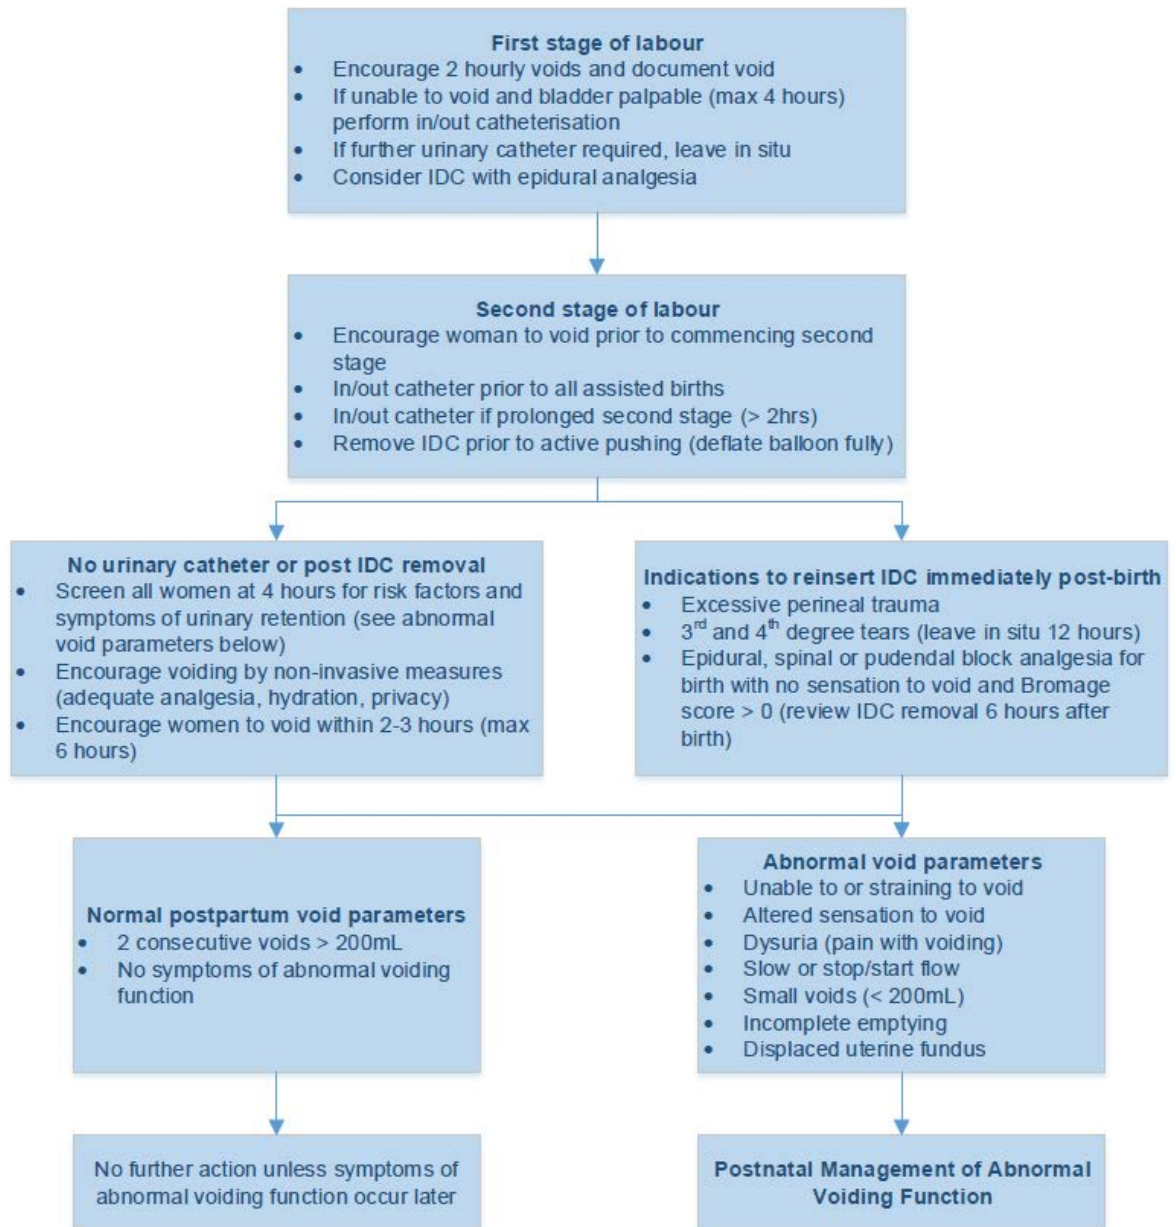 First stage of labour
• Encourage 2 hourly voids and document void
• If unable to void and bladder palpable (max 4 hours)
perform in/out catheterisation
• If further urinary catheter required, leave in situ
• Consider IDC with epidural analgesia
Second stage of labour
• Encourage woman to void prior to commencing second
stage
• In/out catheter prior to all assisted births
• In/out catheter if prolonged second stage (> 2hrs)
• Remove IDC prior to active pushing (deflate balloon fully)
No urinary catheter or post IDC removal
• Screen all women at 4 hours for risk factors and
symptoms of urinary retention (see abnormal
void parameters below)
• Encourage voiding by non-invasive measures
(adequate analgesia, hydration, privacy)
• Encourage women to void within 2-3 hours (max
6 hours)
Indications to reinsert IDC immediately post-birth
• Excessive perineal trauma
• 3rd and 4th degree tears (leave in situ 12 hours)
• Epidural, spinal or pudendal block analgesia for
birth with no sensation to void and Bromage
score > 0 (review IDC removal 6 hours after
birth)
Normal postpartum void parameters
• 2 consecutive voids > 200mL
• No symptoms of abnormal voiding
function
Abnormal void parameters
• Unable to or straining to void
• Altered sensation to void
• Dysuria (pain with voiding)
• Slow or stop/start flow
• Small voids (< 200mL)
• Incomplete emptying
• Displaced uterine fundus
No further action unless symptoms of
abnormal voiding function occur later
Postnatal Management of Abnormal
Voiding Function